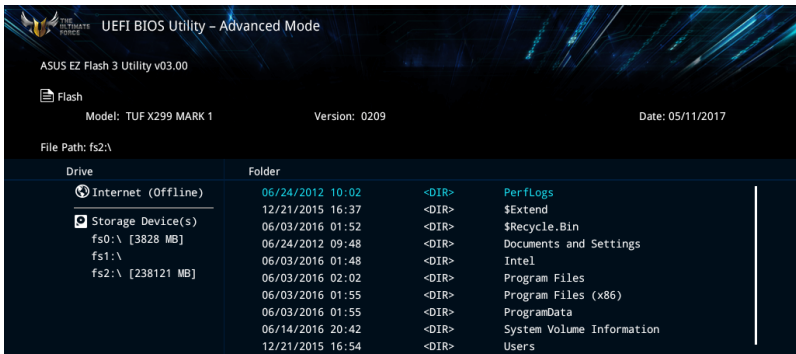 THE ULTIMATE FORCE
UEFI BIOS Utility – Advanced Mode
ASUS EZ Flash 3 Utility v03.00
Flash
Model: TUF X299 MARK 1 Version: 0209 Date: 05/11/2017
File Path: fs2:\
Drive Folder
Internet (Offline) 06/24/2012 10:02 <DIR> PerfLogs
12/21/2015 16:37 <DIR> $Extend
Storage Device(s) 06/03/2016 01:52 <DIR> $Recycle.Bin
fs0:\ [3828 MB] 06/24/2012 09:48 <DIR> Documents and Settings
fs1:\ 06/03/2016 01:48 <DIR> Intel
fs2:\ [238121 MB] 06/03/2016 02:02 <DIR> Program Files
06/03/2016 01:55 <DIR> Program Files (x86)
06/03/2016 01:55 <DIR> ProgramData
06/14/2016 20:42 <DIR> System Volume Information
12/21/2015 16:54 <DIR> Users